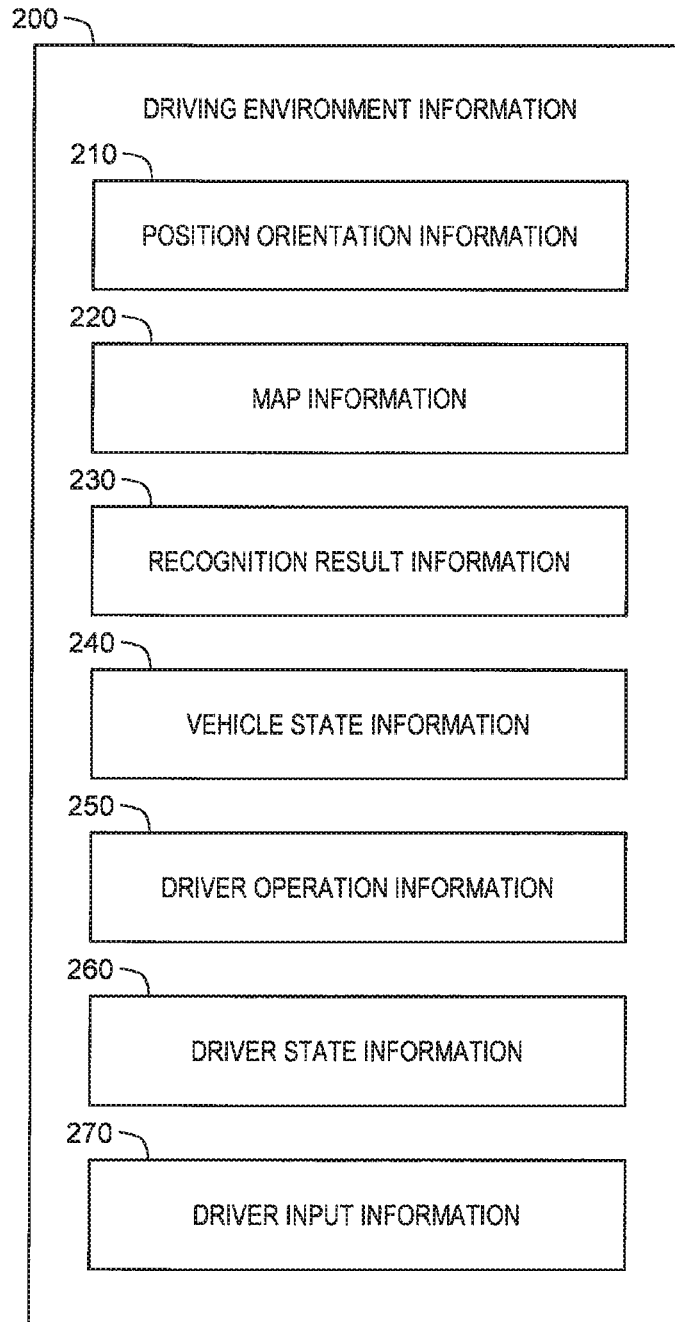 200
DRIVING ENVIRONMENT INFORMATION
210
POSITION ORIENTATION INFORMATION
220
MAP INFORMATION
230
RECOGNITION RESULT INFORMATION
240
VEHICLE STATE INFORMATION
250
DRIVER OPERATION INFORMATION
260
DRIVER STATE INFORMATION
270
DRIVER INPUT INFORMATION